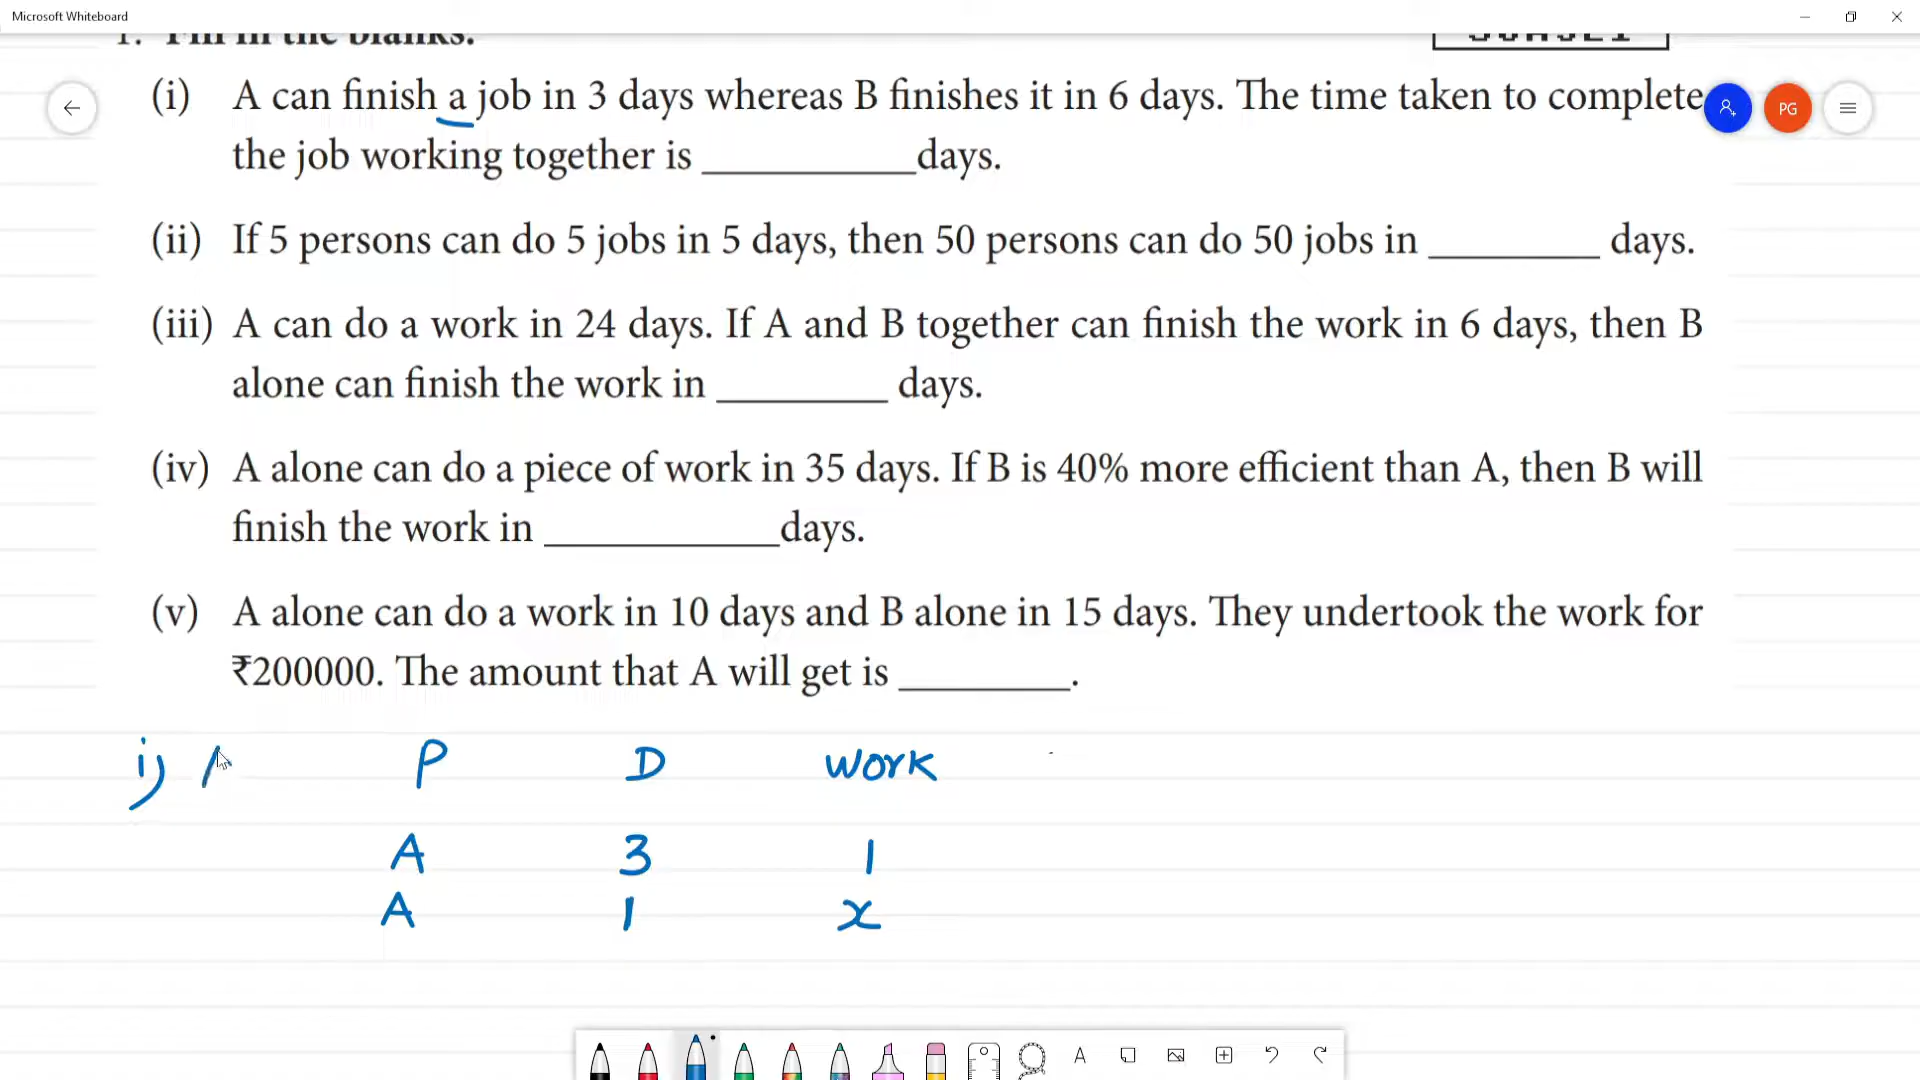 Microsoft Whiteboard
1. Fill in the blanks.
(i) A can finish a job in 3 days whereas B finishes it in 6 days. The time taken to complete
PG
the job working together is __________days.
(ii) If 5 persons can do 5 jobs in 5 days, then 50 persons can do 50 jobs in ________ days.
(iii) A can do a work in 24 days. If A and B together can finish the work in 6 days, then B
alone can finish the work in ________ days.
(iv) A alone can do a piece of work in 35 days. If B is 40% more efficient than A, then B will
finish the work in ___________days.
(v) A alone can do a work in 10 days and B alone in 15 days. They undertook the work for
₹200000. The amount that A will get is ________.
i) P D work
A 3 1
A 1 x
A